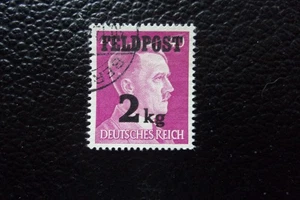 FELDPOST
2 kg
DEUTSCHES REICH